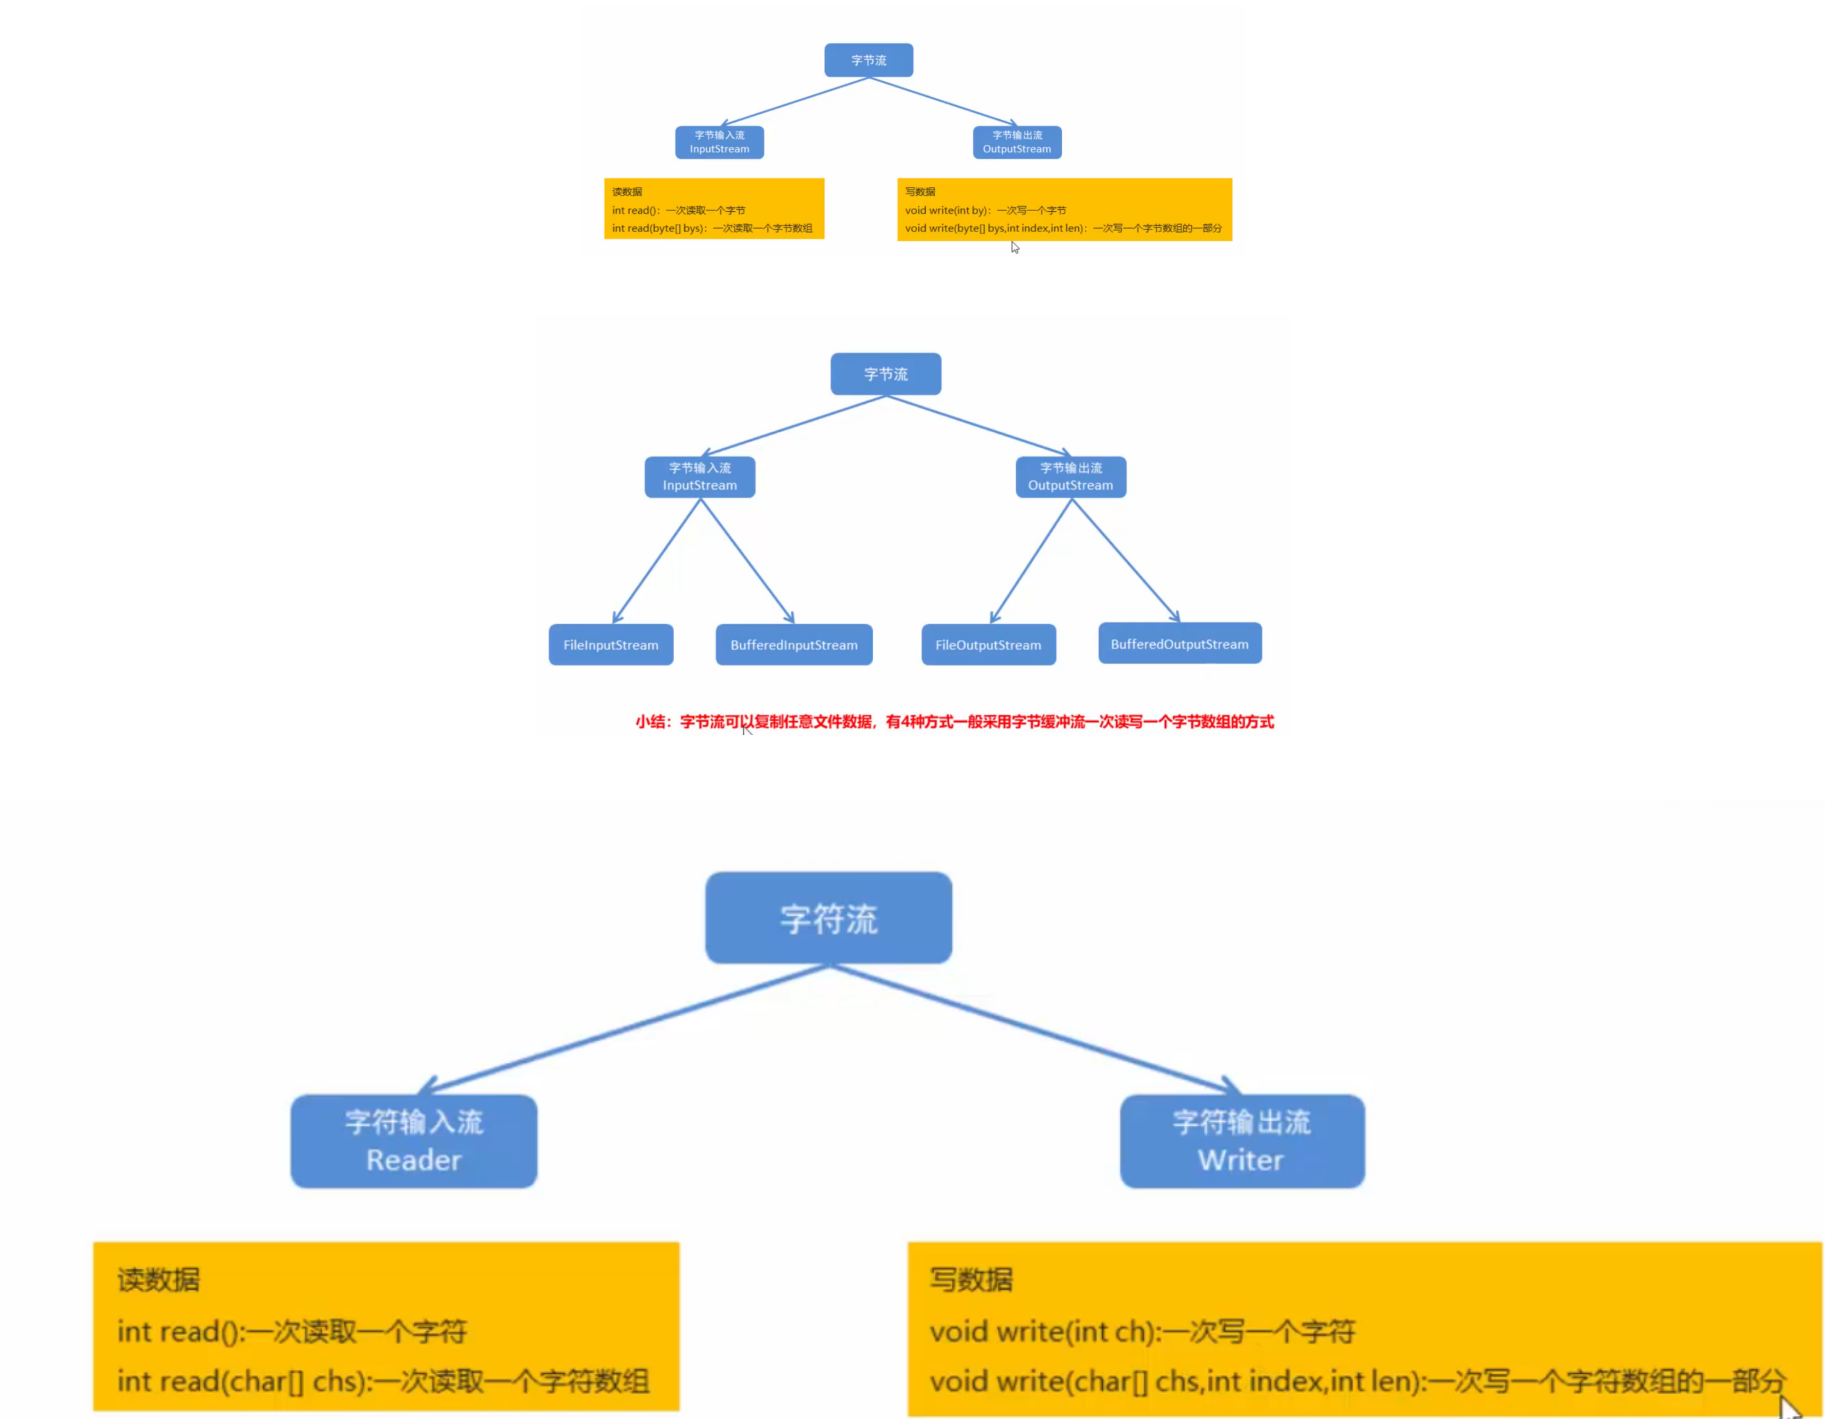 字节流
字节输入流
InputStream
字节输出流
OutputStream
读数据
int read()：一次读取一个字节
int read(byte[] bys)：一次读取一个字节数组
写数据
void write(int by)：一次写一个字节
void write(byte[] bys,int index,int len)：一次写一个字节数组的一部分
字节流
字节输入流
InputStream
字节输出流
OutputStream
FileInputStream
BufferedInputStream
FileOutputStream
BufferedOutputStream
小结：字节流可以复制任意文件数据，有4种方式一般采用字节缓冲流一次读写一个字节数组的方式
字符流
字符输入流
Reader
字符输出流
Writer
读数据
int read():一次读取一个字符
int read(char[] chs):一次读取一个字符数组
写数据
void write(int ch):一次写一个字符
void write(char[] chs,int index,int len):一次写一个字符数组的一部分